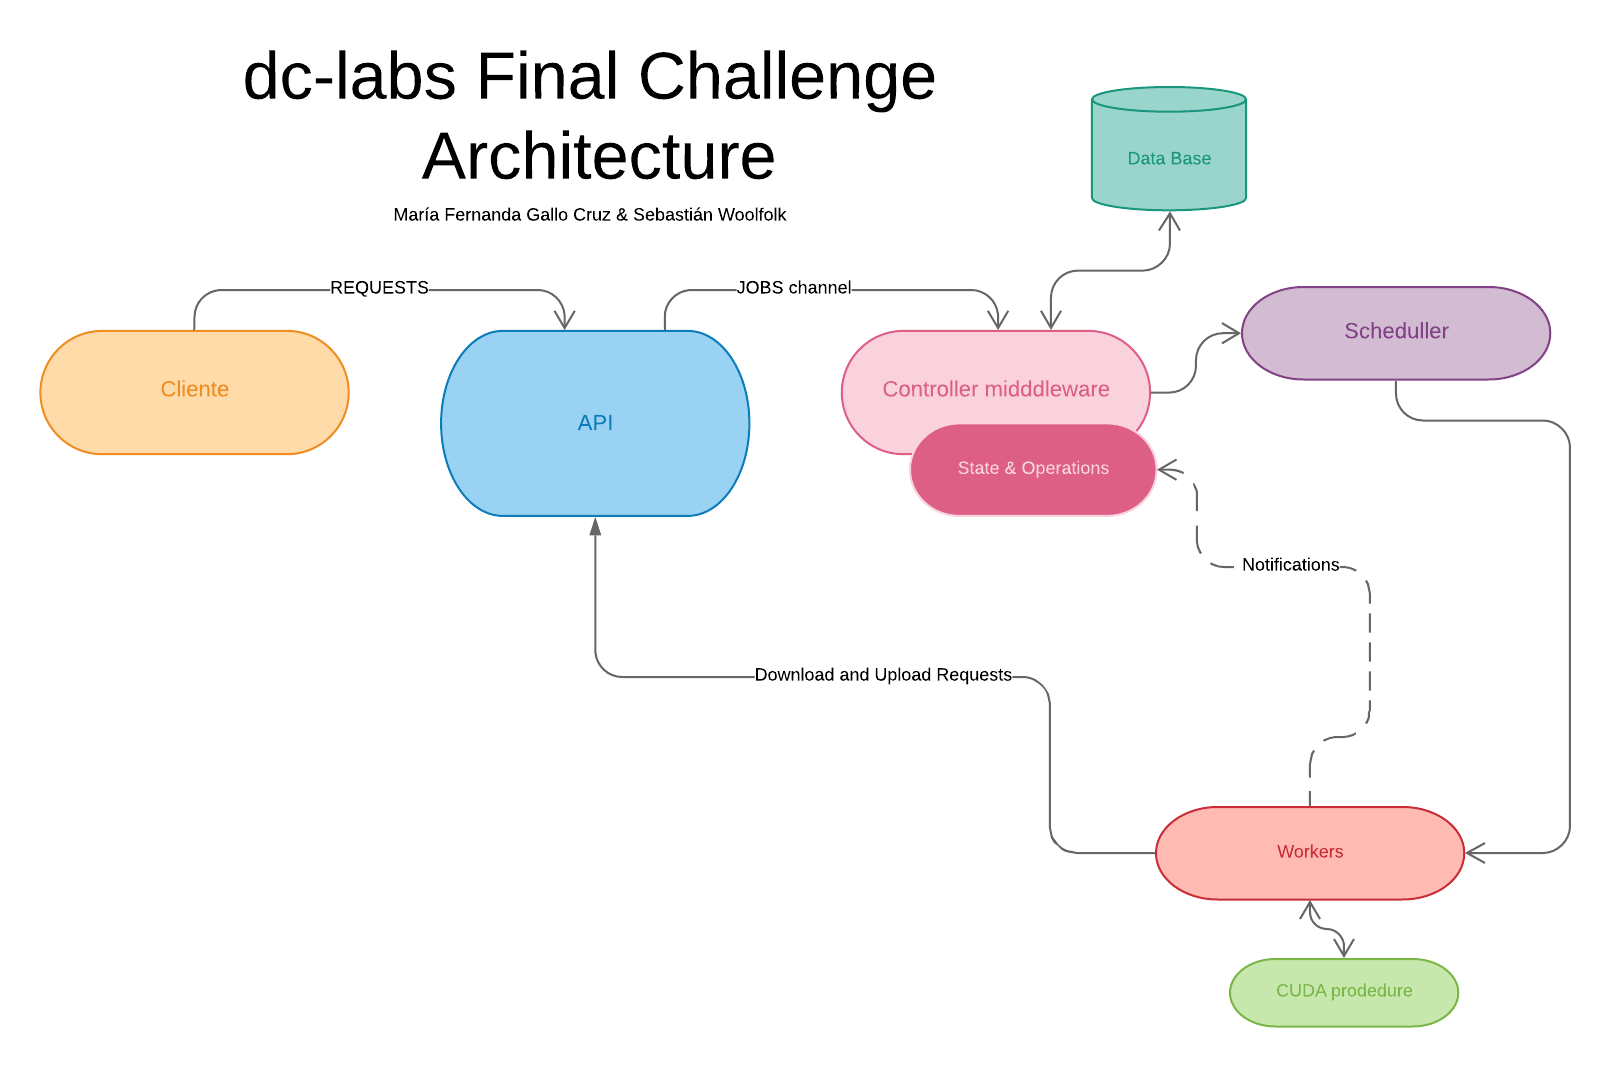 dc-labs Final Challenge
Architecture
María Fernanda Gallo Cruz & Sebastián Woolfolk
Data Base
REQUESTS
JOBS channel
Scheduller
Cliente
API
Controller midddleware
State & Operations
Notifications
Download and Upload Requests
Workers
CUDA prodedure